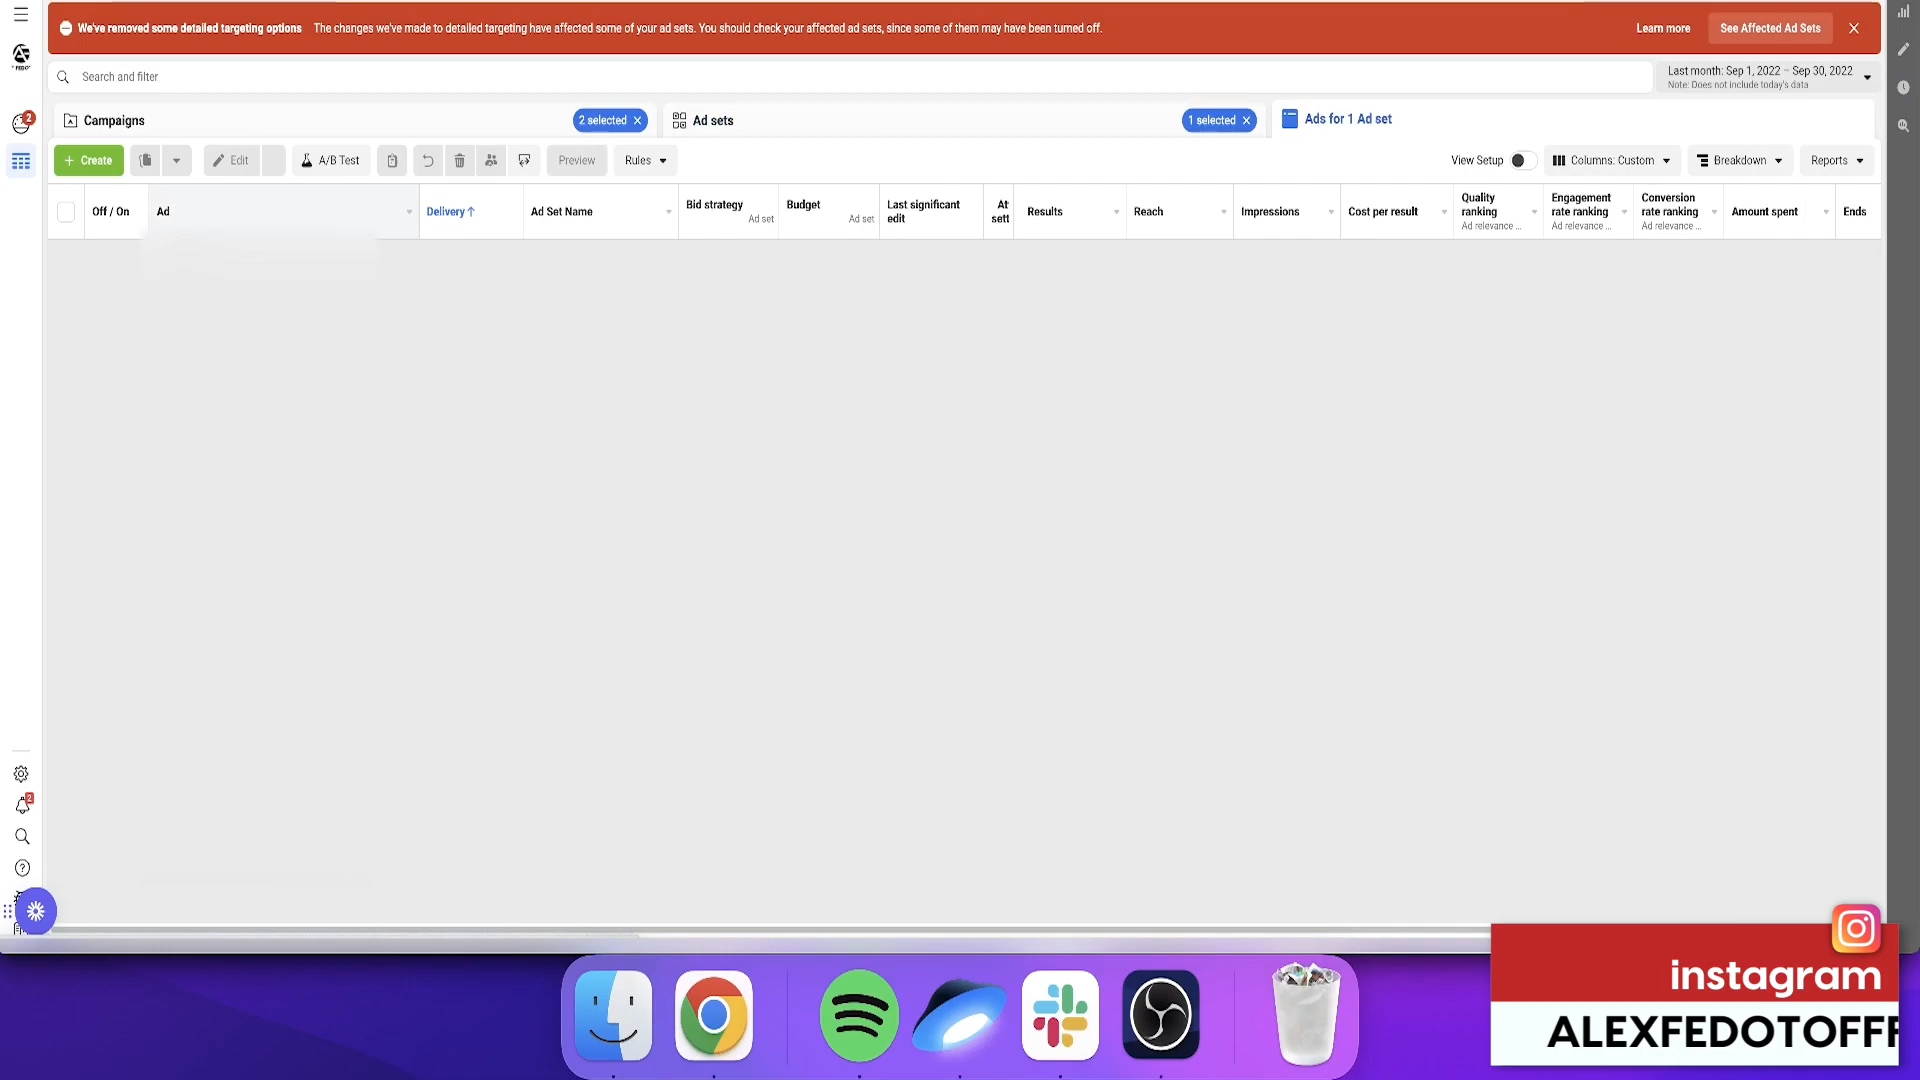 We've removed some detailed targeting options The changes we've made to detailed targeting have affected some of your ad sets. You should check your affected ad sets, since some of them may have been turned off. Learn more See Affected Ad Sets
Search and filter
Last month: Sep 1, 2022 – Sep 30, 2022
Note: Does not include today's data
2
Campaigns 2 selected Ad sets 1 selected Ads for 1 Ad set
+ Create Edit A/B Test Preview Rules View Setup Columns: Custom Breakdown Reports
Off / On
Ad
Delivery↑
Ad Set Name
Bid strategy
Ad set
Budget
Ad set
Last significant
edit
At
sett
Results
Reach
Impressions
Cost per result
Quality
ranking
Ad relevance ...
Engagement
rate ranking
Ad relevance ...
Conversion
rate ranking
Ad relevance ...
Amount spent
Ends
2
instagram
ALEXFEDOTOFF